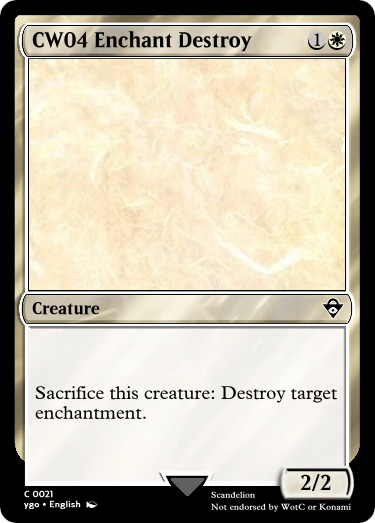 CW04 Enchant Destroy
1
Creature
Sacrifice this creature: Destroy target
enchantment.
2/2
C 0021
ygo • English
Scandelion
Not endorsed by WotC or Konami